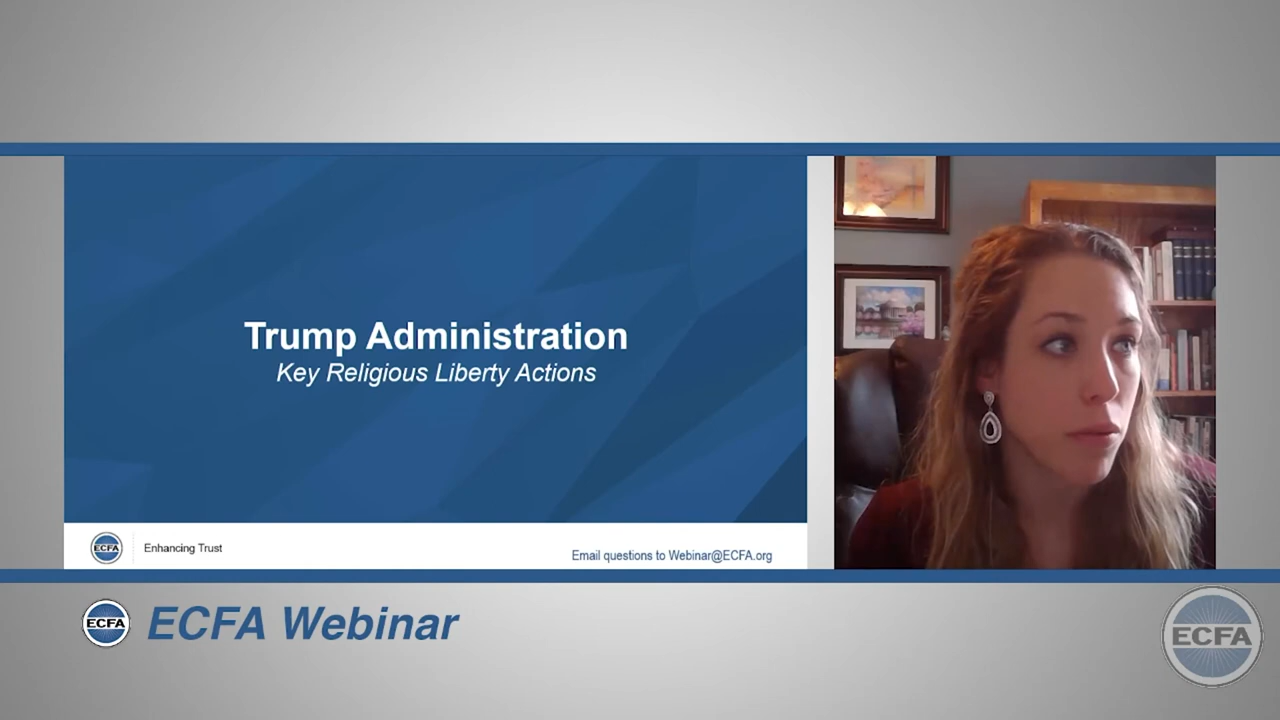 Trump Administration
Key Religious Liberty Actions
ECFA
Enhancing Trust
Email questions to Webinar@ECFA.org
ECFA
ECFA Webinar
ECFA